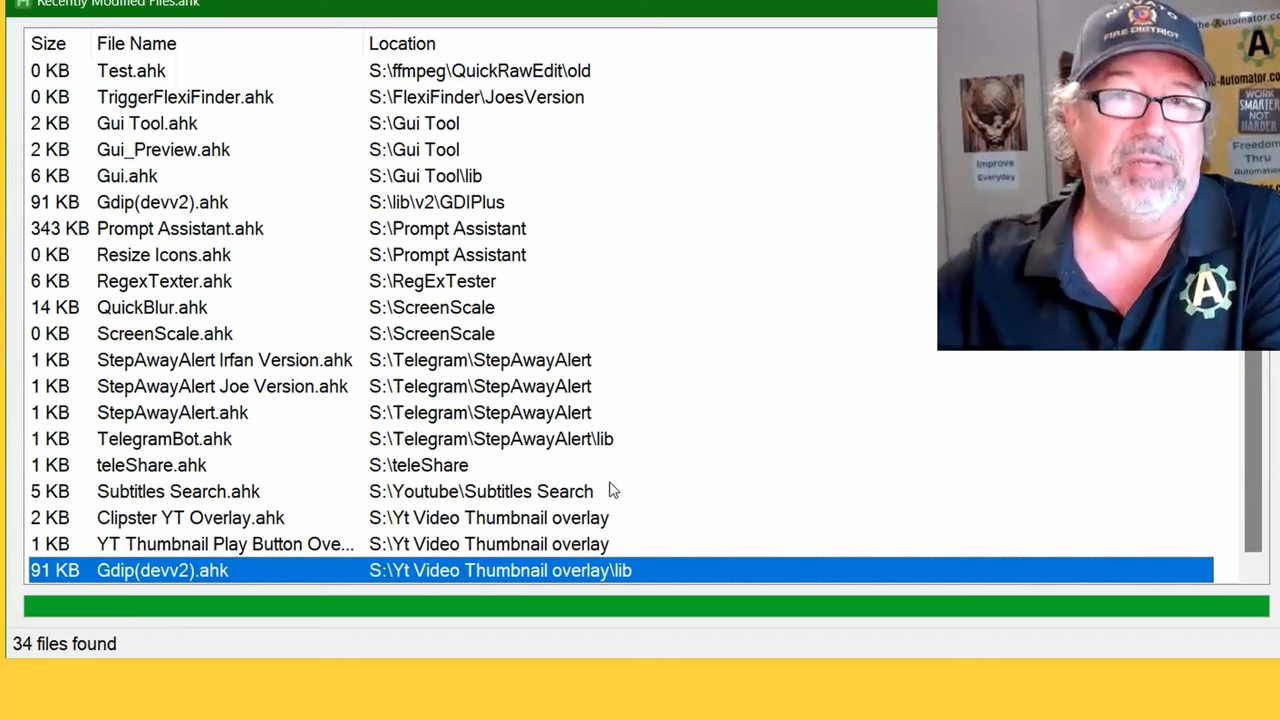 Recently Modified Files.ahk
Size File Name Location
0 KB Test.ahk S:\ffmpeg\QuickRawEdit\old
0 KB TriggerFlexiFinder.ahk S:\FlexiFinder\JoesVersion
2 KB Gui Tool.ahk S:\Gui Tool
2 KB Gui_Preview.ahk S:\Gui Tool
6 KB Gui.ahk S:\Gui Tool\lib
91 KB Gdip(devv2).ahk S:\lib\v2\GDIPlus
343 KB Prompt Assistant.ahk S:\Prompt Assistant
0 KB Resize Icons.ahk S:\Prompt Assistant
6 KB RegexTexter.ahk S:\RegExTester
14 KB QuickBlur.ahk S:\ScreenScale
0 KB ScreenScale.ahk S:\ScreenScale
1 KB StepAwayAlert Irfan Version.ahk S:\Telegram\StepAwayAlert
1 KB StepAwayAlert Joe Version.ahk S:\Telegram\StepAwayAlert
1 KB StepAwayAlert.ahk S:\Telegram\StepAwayAlert
1 KB TelegramBot.ahk S:\Telegram\StepAwayAlert\lib
1 KB teleShare.ahk S:\teleShare
5 KB Subtitles Search.ahk S:\Youtube\Subtitles Search
2 KB Clipster YT Overlay.ahk S:\Yt Video Thumbnail overlay
1 KB YT Thumbnail Play Button Ove... S:\Yt Video Thumbnail overlay
91 KB Gdip(devv2).ahk S:\Yt Video Thumbnail overlay\lib
34 files found
NOVATO
FIRE DISTRICT
the-Automator.co
A
he-Automator.com
WORK
SMARTER
NOT
HARDER
Freedom
Thru
Automatio
Improve
Everyday
A